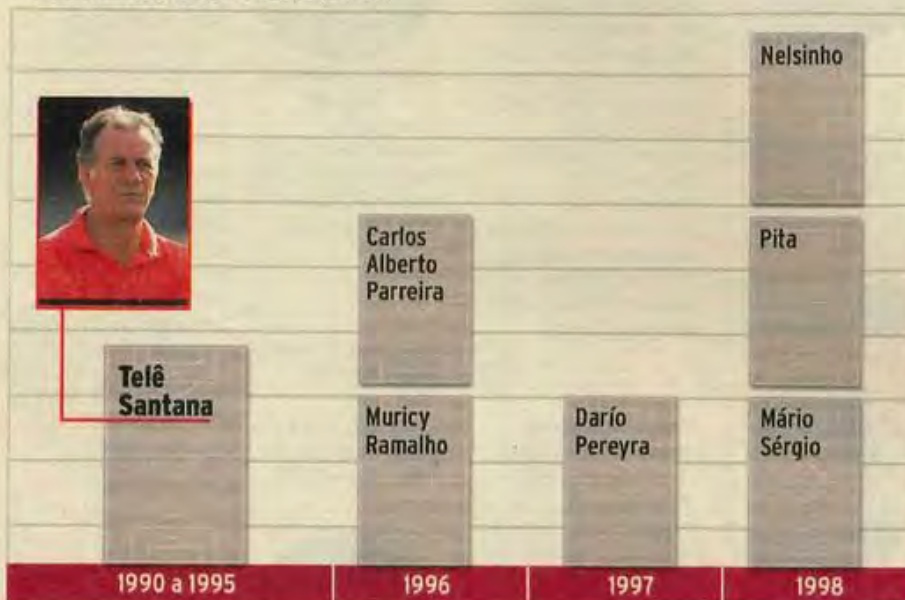 Nelsinho
Carlos
Alberto
Parreira
Pita
Telê
Santana
Muricy
Ramalho
Darío
Pereyra
Mário
Sérgio
1990 a 1995
1996
1997
1998